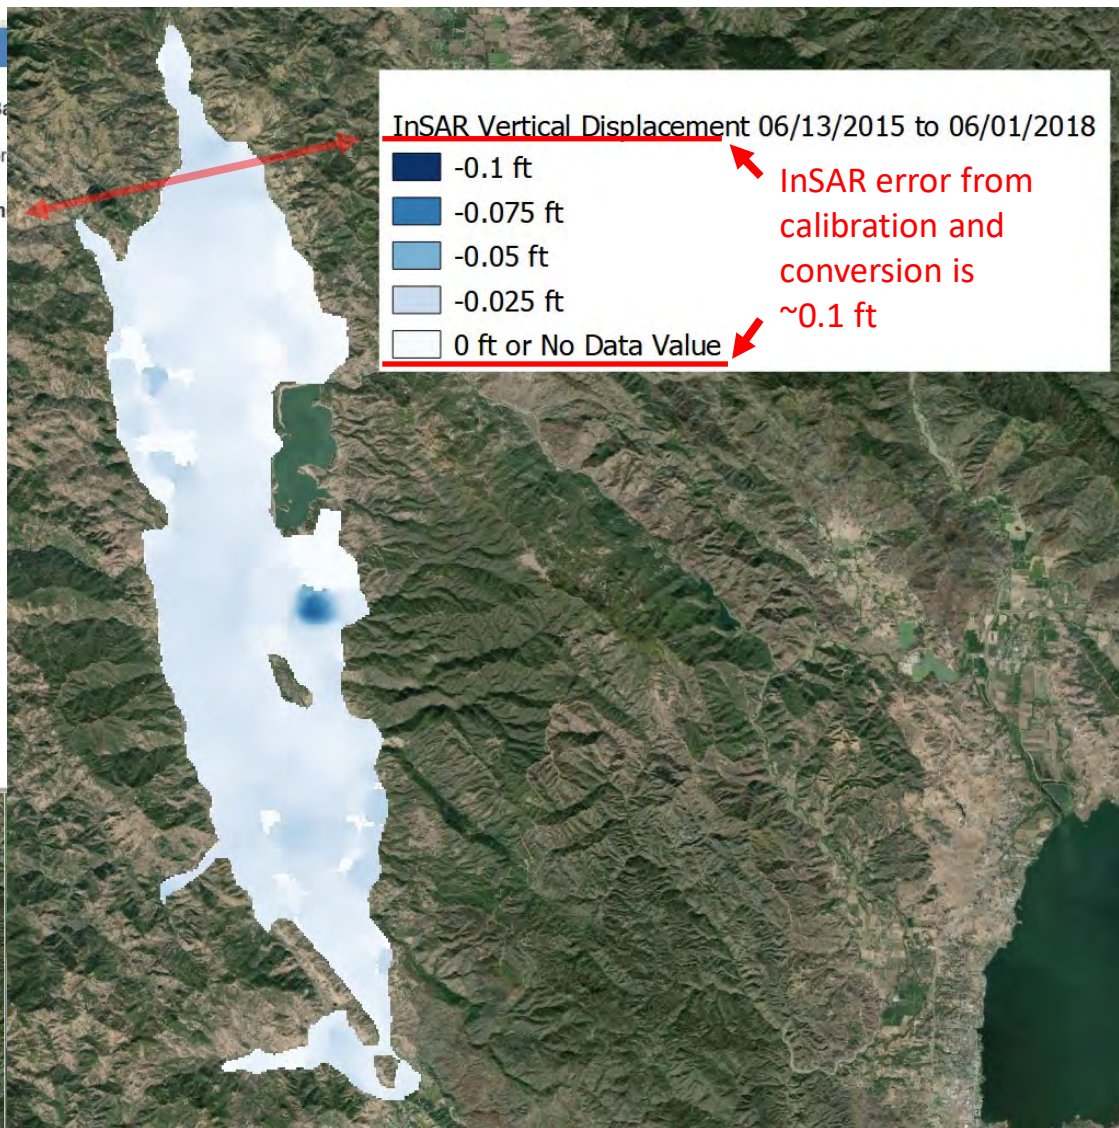 InSAR Vertical Displacement 06/13/2015 to 06/01/2018
-0.1 ft
-0.075 ft
-0.05 ft
-0.025 ft
0 ft or No Data Value
InSAR error from
calibration and
conversion is
~0.1 ft